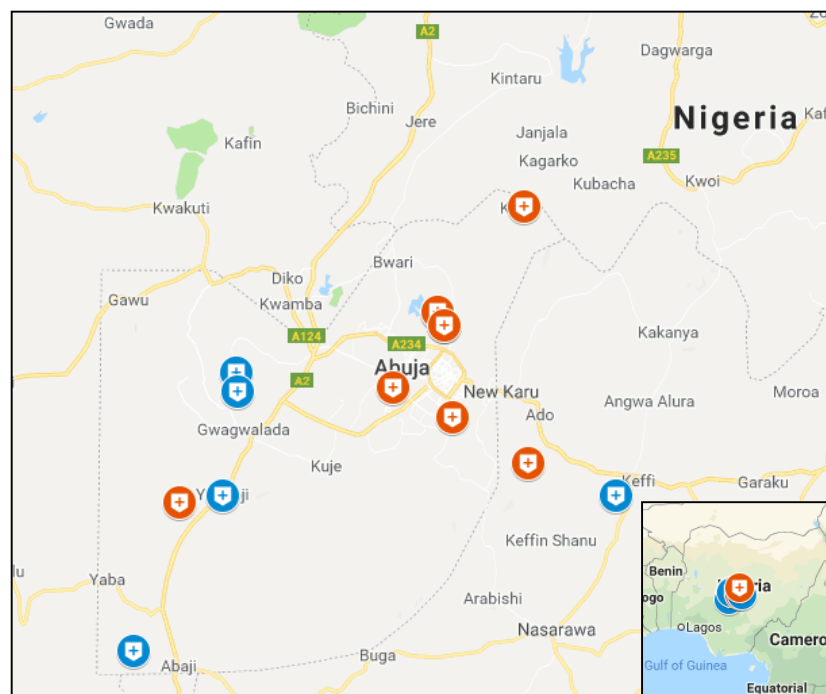 Gwada
A2
Dagwarga
Kintaru
Bichini
Jere
Nigeria
Janjala
Kafin
Kagarko
A235
Kubacha
Kwoi
Kwakuti
Bwari
Diko
Gawu
Kwamba
A124
A234
Kakanya
Abuja
A2
New Karu
Moroa
Angwa Alura
Ado
Gwagwalada
Kuje
Keffi
Garaku
Keffin Shanu
Benin
Yaba
Arabishi
Lagos
Nasarawa
Buga
Abaji
Gulf of Guinea
Equatorial